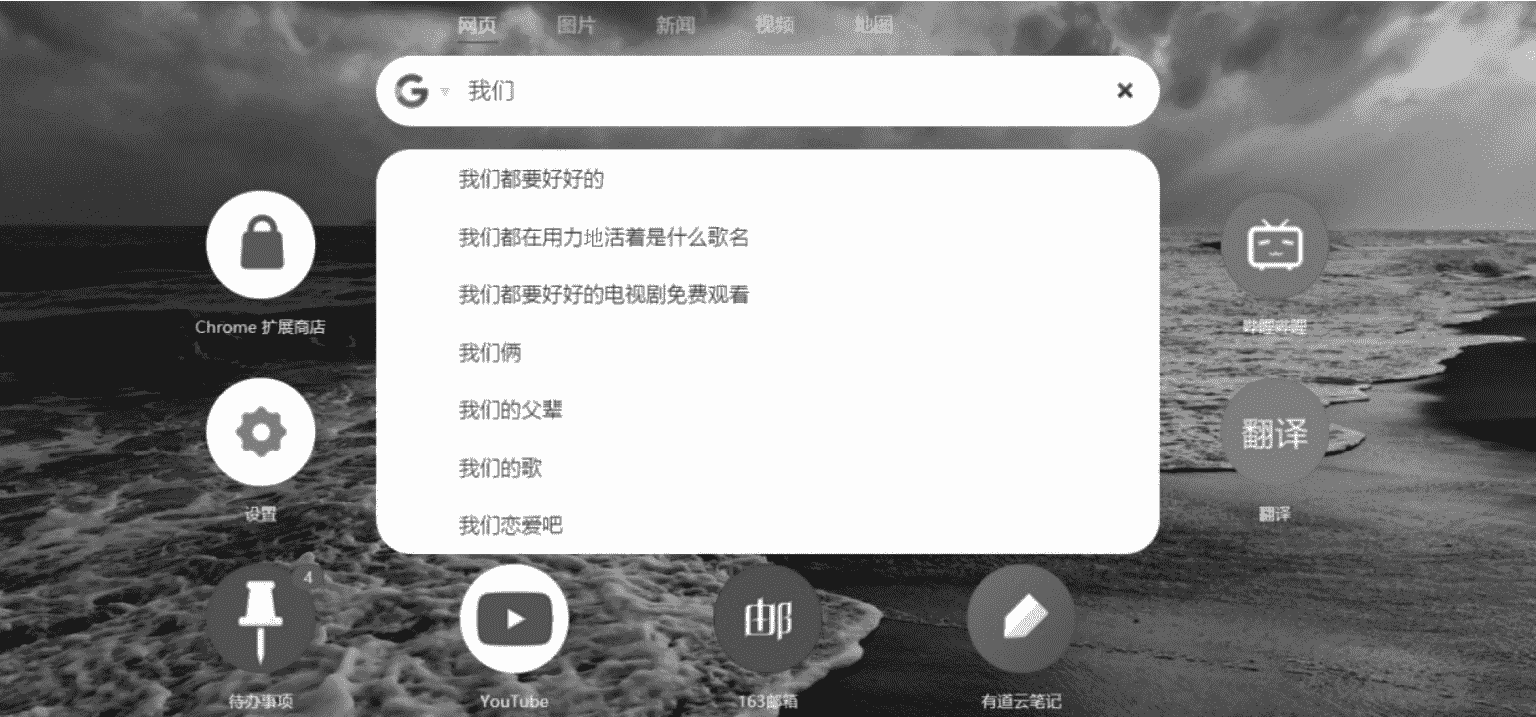 网页 图片 新闻 视频 地图
G 我们
我们都要好好的
我们都在用力地活着是什么歌名
我们都要好好的电视剧免费观看
我们俩
我们的父辈
我们的歌
我们恋爱吧
Chrome 扩展商店
哔哩哔哩
设置
翻译
翻译
4
邮
待办事项
YouTube
163邮箱
有道云笔记